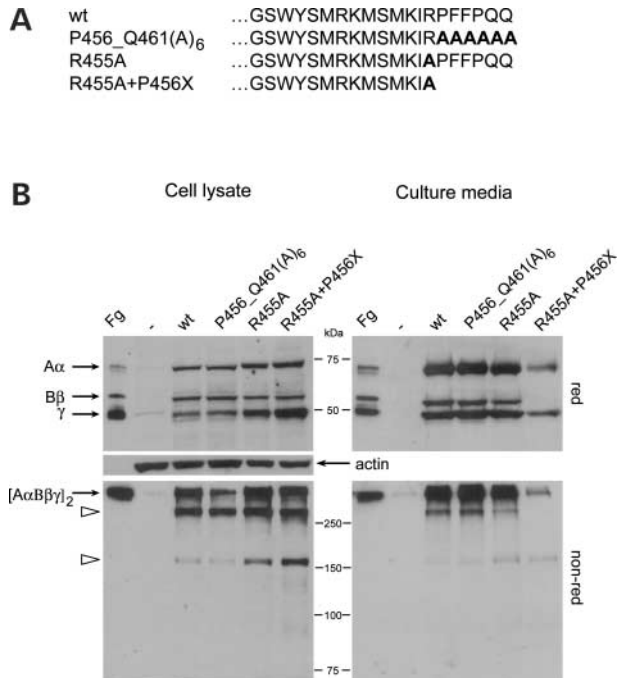 A
wt ...GSWYSMRKMSMKIRPFFPQQ
P456_Q461(A)₆ ...GSWYSMRKMSMKIRAAAAAA
R455A ...GSWYSMRKMSMKIAPFFPQQ
R455A+P456X ...GSWYSMRKMSMKIA
B
Cell lysate Culture media
Fg - wt P456_Q461(A)₆ R455A R455A+P456X kDa Fg - wt P456_Q461(A)₆ R455A R455A+P456X
Aα 75
Bβ
γ 50 red
actin
[AαBβγ]₂
250
150 non-red
100
75